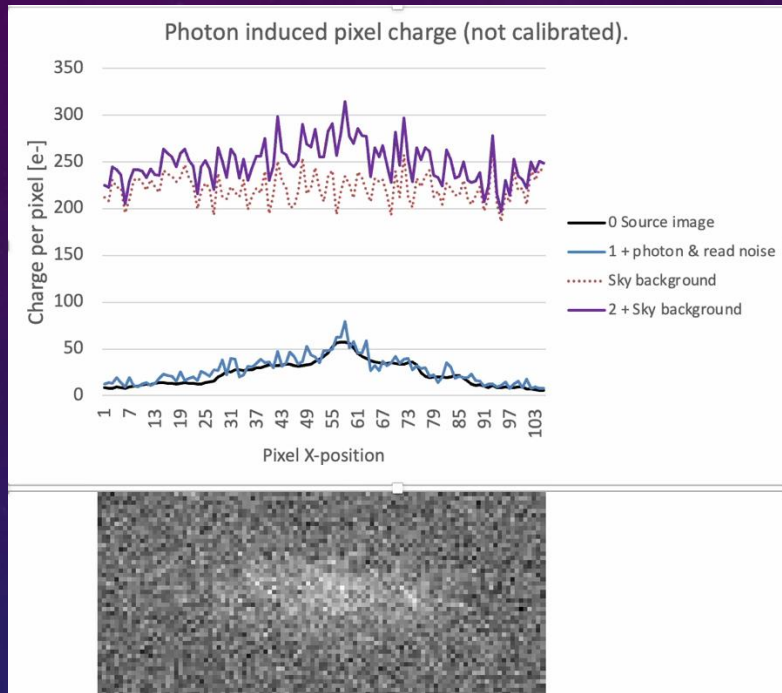 Photon induced pixel charge (not calibrated).
350
300
250
200
150
100
50
0
Charge per pixel [e-]
1 7 13 19 25 31 37 43 49 55 61 67 73 79 85 91 97 103
Pixel X-position
0 Source image
1 + photon & read noise
Sky background
2 + Sky background